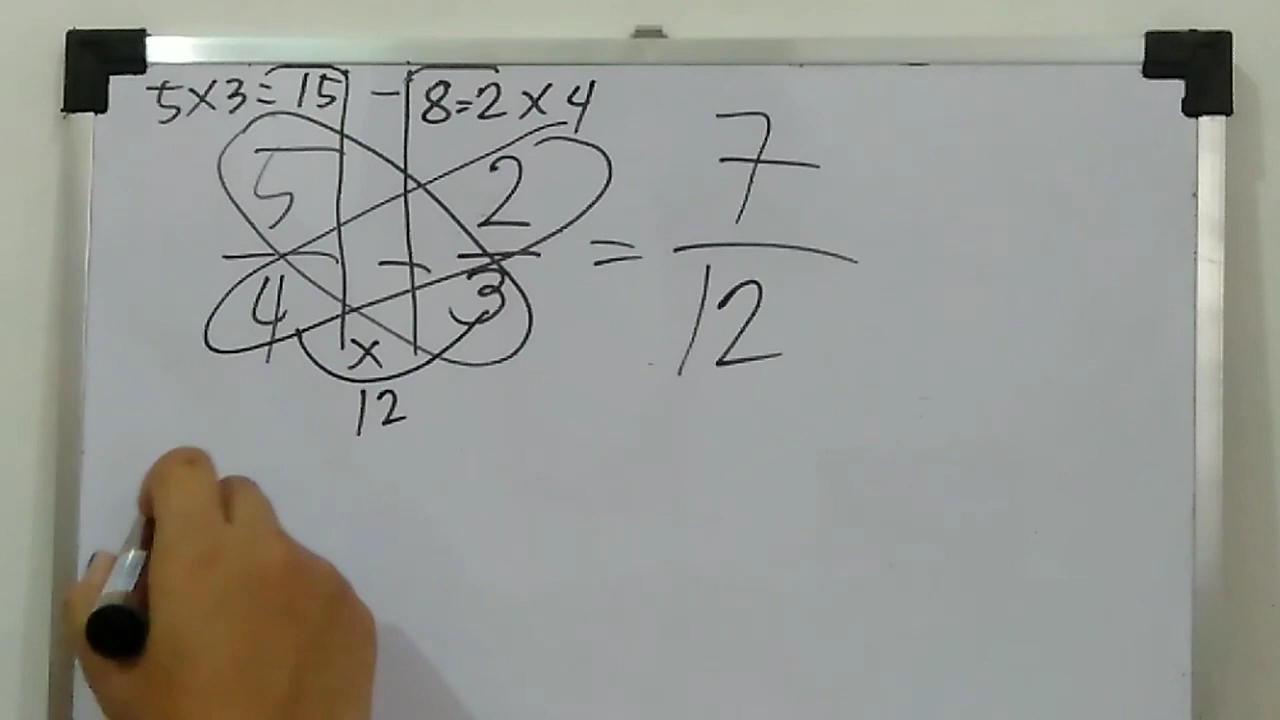 5×3=15 - 8=2×4
5/4 - 2/3 = 7/12
×
12